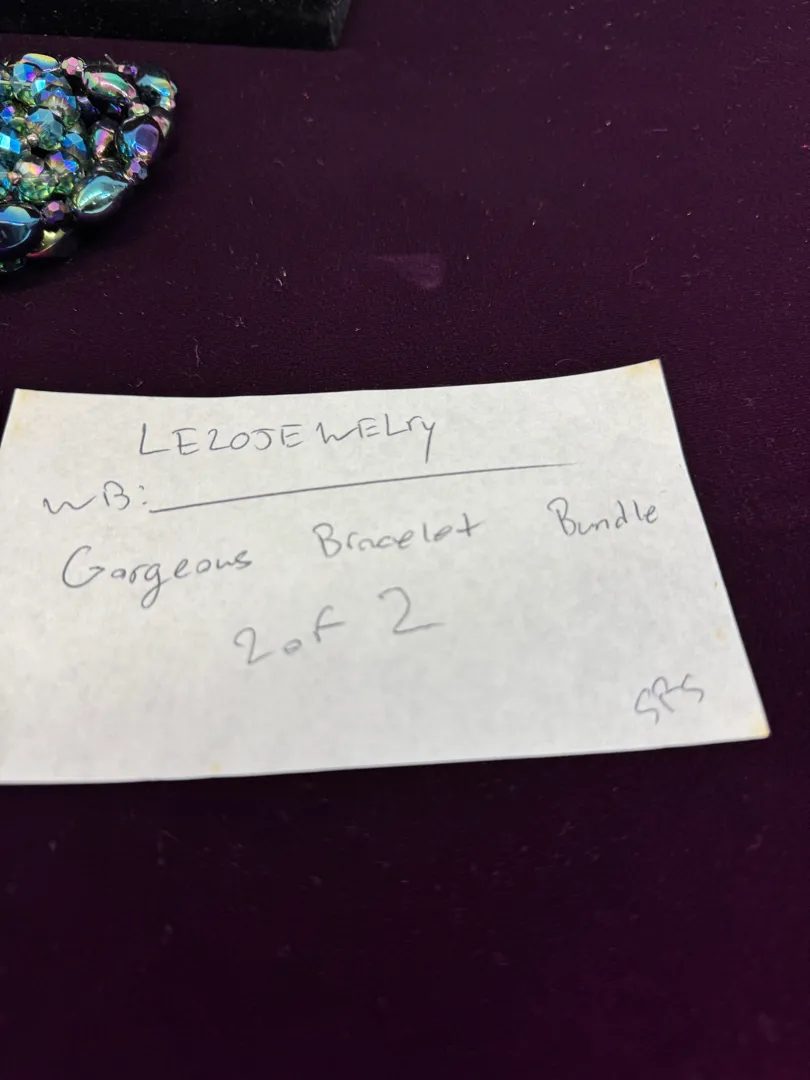 LEZOJEWELry
WB:
Gorgeous Bracelet Bundle
2 of 2